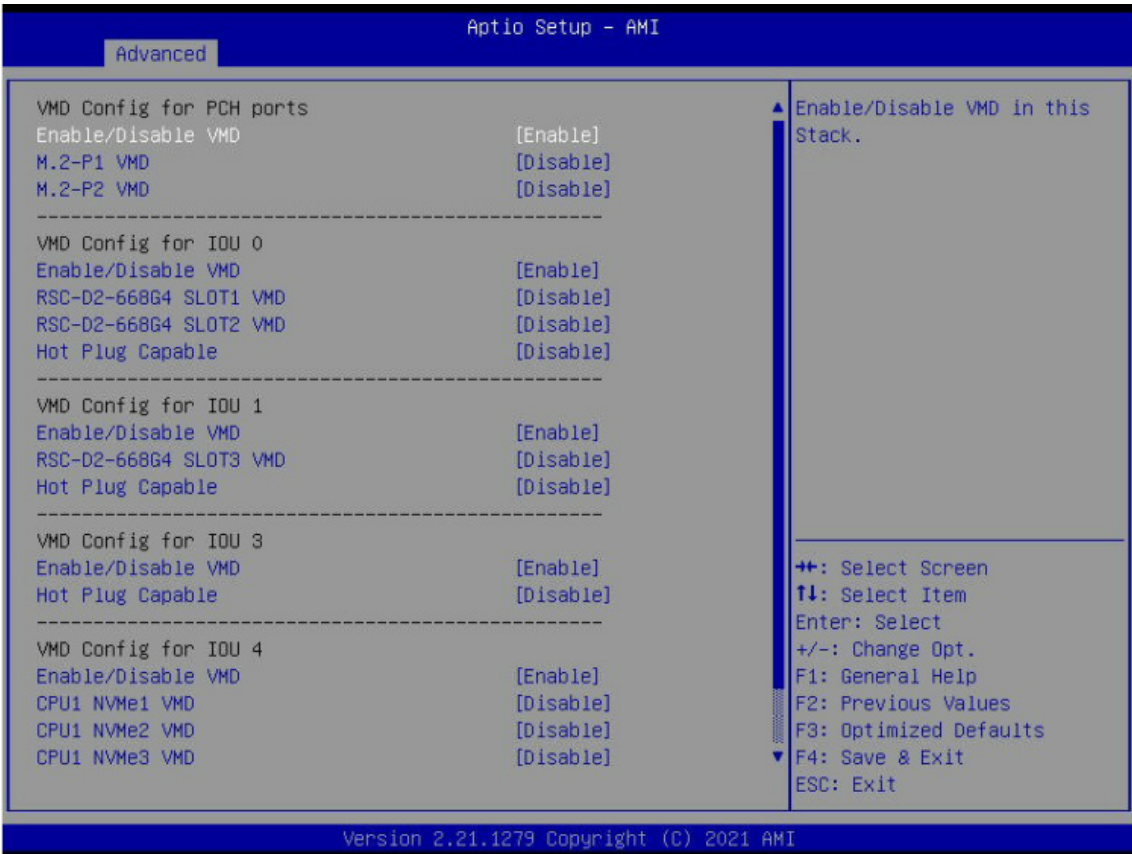 Aptio Setup – AMI
Advanced
VMD Config for PCH ports
Enable/Disable VMD [Enable]
M.2-P1 VMD [Disable]
M.2-P2 VMD [Disable]
VMD Config for IOU 0
Enable/Disable VMD [Enable]
RSC-D2-668G4 SLOT1 VMD [Disable]
RSC-D2-668G4 SLOT2 VMD [Disable]
Hot Plug Capable [Disable]
VMD Config for IOU 1
Enable/Disable VMD [Enable]
RSC-D2-668G4 SLOT3 VMD [Disable]
Hot Plug Capable [Disable]
VMD Config for IOU 3
Enable/Disable VMD [Enable]
Hot Plug Capable [Disable]
VMD Config for IOU 4
Enable/Disable VMD [Enable]
CPU1 NVMe1 VMD [Disable]
CPU1 NVMe2 VMD [Disable]
CPU1 NVMe3 VMD [Disable]
Enable/Disable VMD in this
Stack.
→←: Select Screen
↑↓: Select Item
Enter: Select
+/-: Change Opt.
F1: General Help
F2: Previous Values
F3: Optimized Defaults
F4: Save & Exit
ESC: Exit
Version 2.21.1279 Copyright (C) 2021 AMI